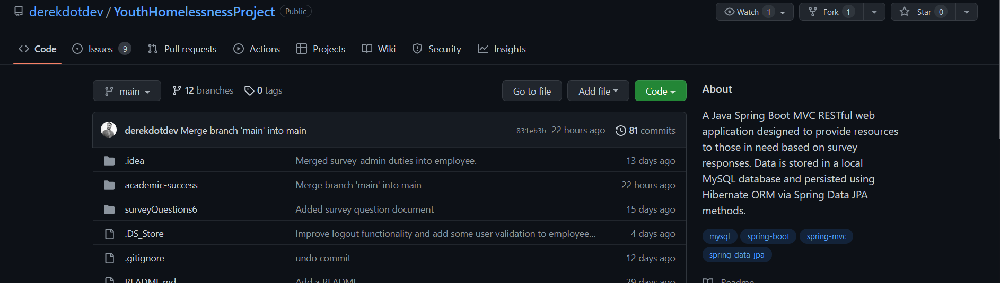 derekdotdev / YouthHomelessnessProject Public Watch 1 Fork 1 Star 0
Code Issues 9 Pull requests Actions Projects Wiki Security Insights
main 12 branches 0 tags Go to file Add file Code
derekdotdev Merge branch 'main' into main 831eb3b 22 hours ago 81 commits
.idea Merged survey-admin duties into employee. 13 days ago
academic-success Merge branch 'main' into main 22 hours ago
surveyQuestions6 Added survey question document 15 days ago
.DS_Store Improve logout functionality and add some user validation to employee... 4 days ago
.gitignore undo commit 12 days ago
README.md Add a README 29 days ago
About
A Java Spring Boot MVC RESTful web
application designed to provide resources
to those in need based on survey
responses. Data is stored in a local
MySQL database and persisted using
Hibernate ORM via Spring Data JPA
methods.
mysql spring-boot spring-mvc
spring-data-jpa
Readme